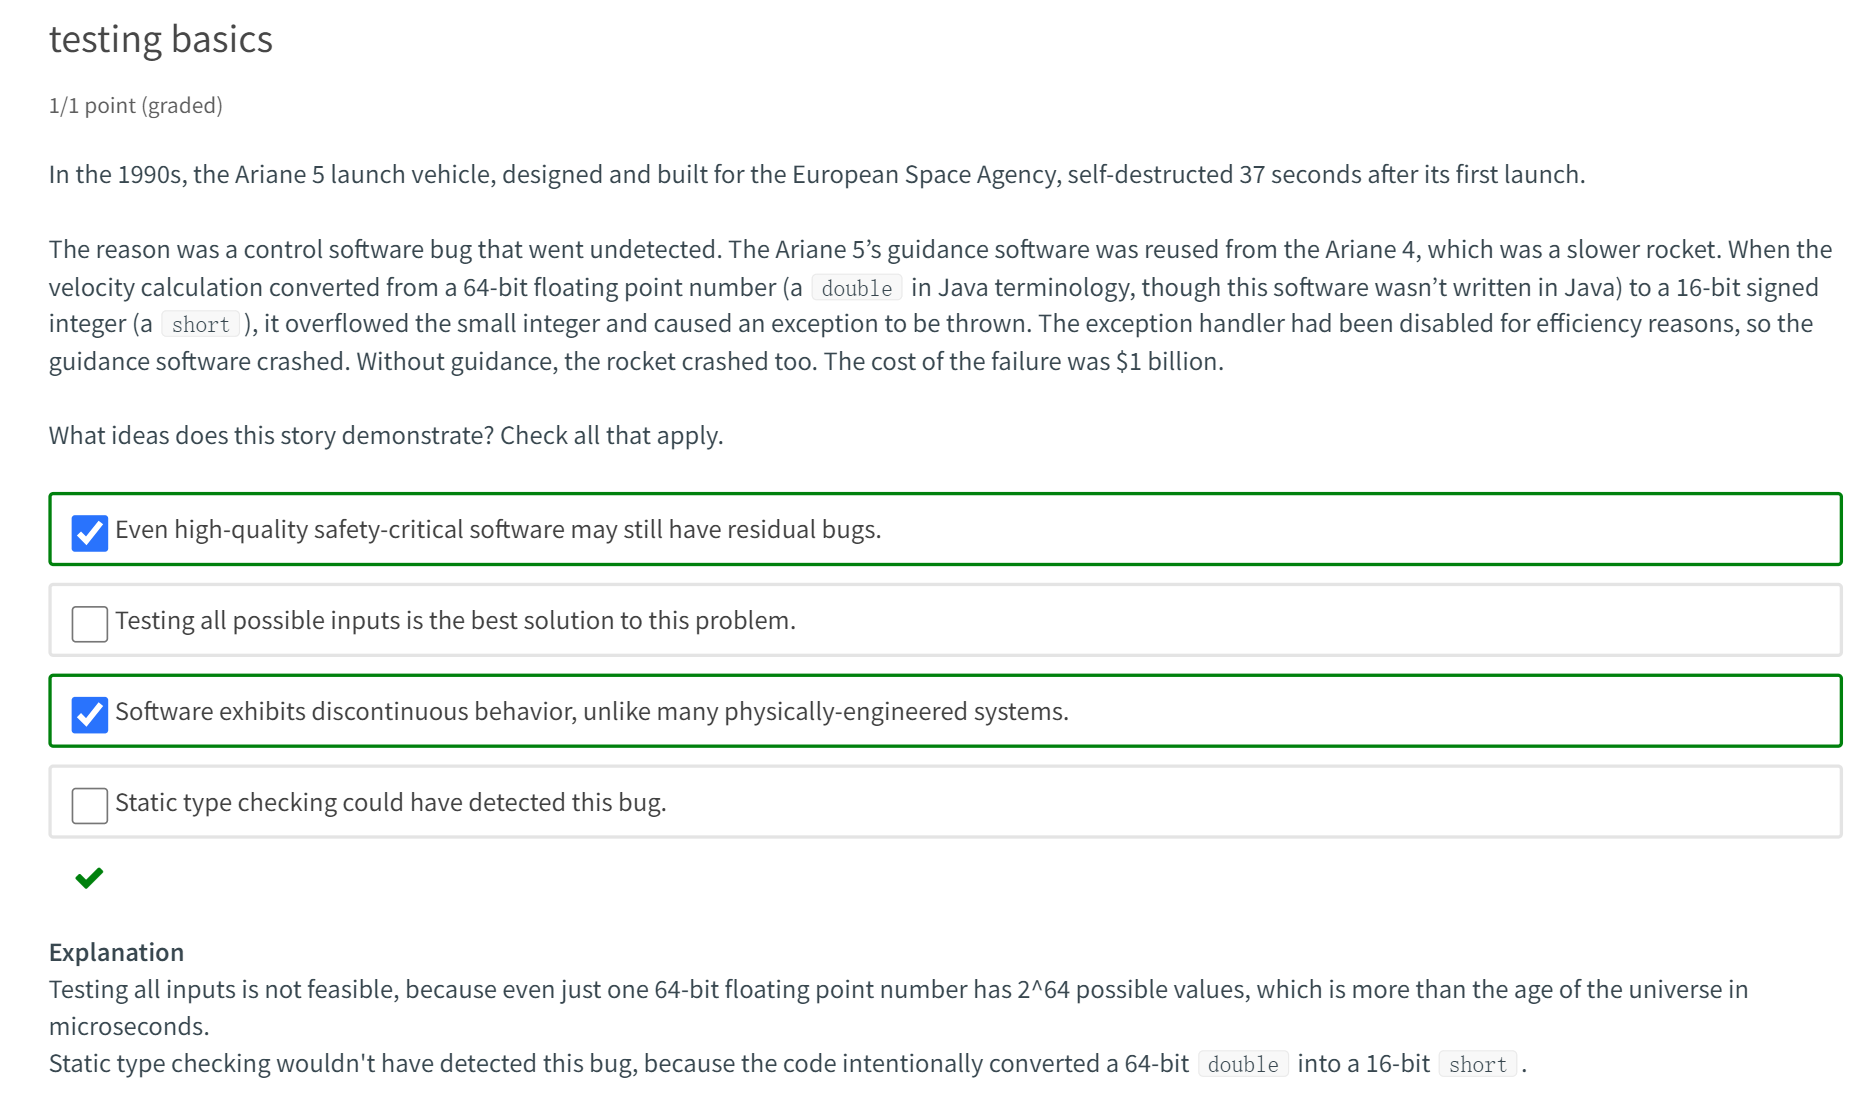 testing basics
1/1 point (graded)
In the 1990s, the Ariane 5 launch vehicle, designed and built for the European Space Agency, self-destructed 37 seconds after its first launch.
The reason was a control software bug that went undetected. The Ariane 5’s guidance software was reused from the Ariane 4, which was a slower rocket. When the
velocity calculation converted from a 64-bit floating point number (a double in Java terminology, though this software wasn’t written in Java) to a 16-bit signed
integer (a short ), it overflowed the small integer and caused an exception to be thrown. The exception handler had been disabled for efficiency reasons, so the
guidance software crashed. Without guidance, the rocket crashed too. The cost of the failure was $1 billion.
What ideas does this story demonstrate? Check all that apply.
Even high-quality safety-critical software may still have residual bugs.
Testing all possible inputs is the best solution to this problem.
Software exhibits discontinuous behavior, unlike many physically-engineered systems.
Static type checking could have detected this bug.
Explanation
Testing all inputs is not feasible, because even just one 64-bit floating point number has 2^64 possible values, which is more than the age of the universe in
microseconds.
Static type checking wouldn't have detected this bug, because the code intentionally converted a 64-bit double into a 16-bit short .